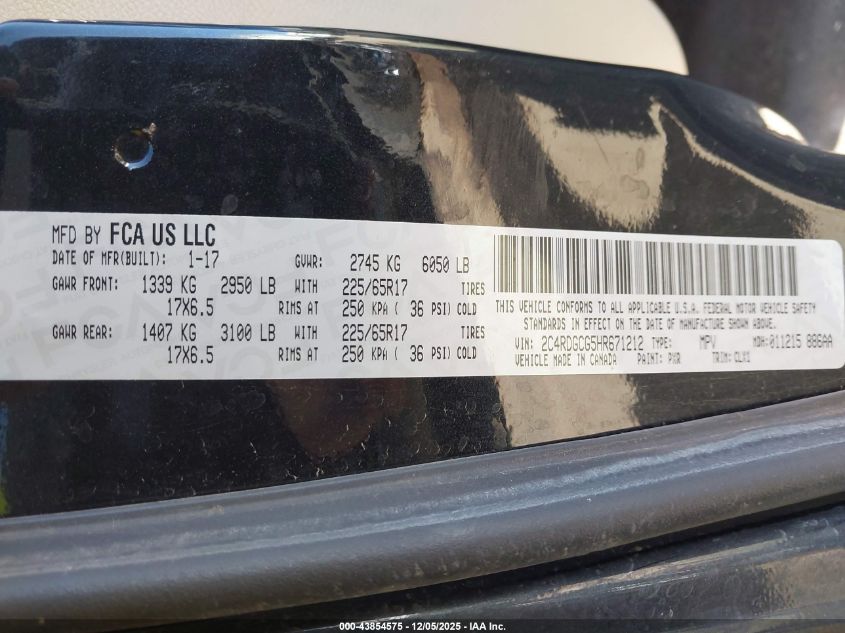 MFD BY FCA US LLC
DATE OF MFR(BUILT): 1-17 GVWR: 2745 KG 6050 LB
GAWR FRONT: 1339 KG 2950 LB WITH 225/65R17 TIRES
17X6.5 RIMS AT 250 KPA ( 36 PSI) COLD
GAWR REAR: 1407 KG 3100 LB WITH 225/65R17 TIRES
17X6.5 RIMS AT 250 KPA ( 36 PSI) COLD
THIS VEHICLE CONFORMS TO ALL APPLICABLE U.S.A. FEDERAL MOTOR VEHICLE SAFETY
STANDARDS IN EFFECT ON THE DATE OF MANUFACTURE SHOWN ABOVE.
VIN: 2C4RDGCG5HR671212 TYPE: MPV MDH: 011215 886AA
VEHICLE MADE IN CANADA PAINT: PXR TRIM: CLX1
000-43854575 - 12/05/2025 - IAA Inc.